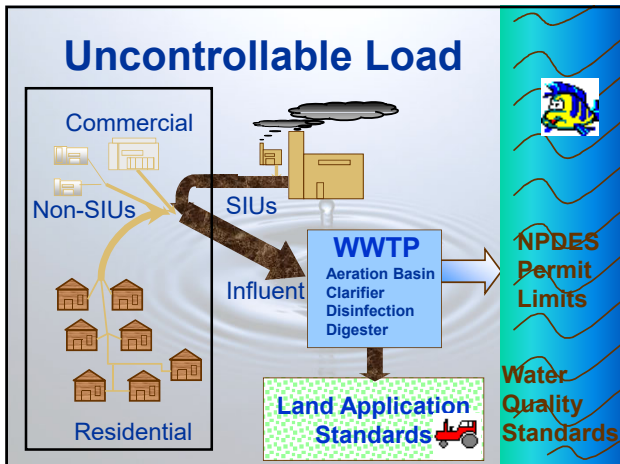 Uncontrollable Load
Commercial
Non-SIUs
SIUs
Influent
Residential
WWTP
Aeration Basin
Clarifier
Disinfection
Digester
Land Application
Standards
NPDES
Permit
Limits
Water
Quality
Standards